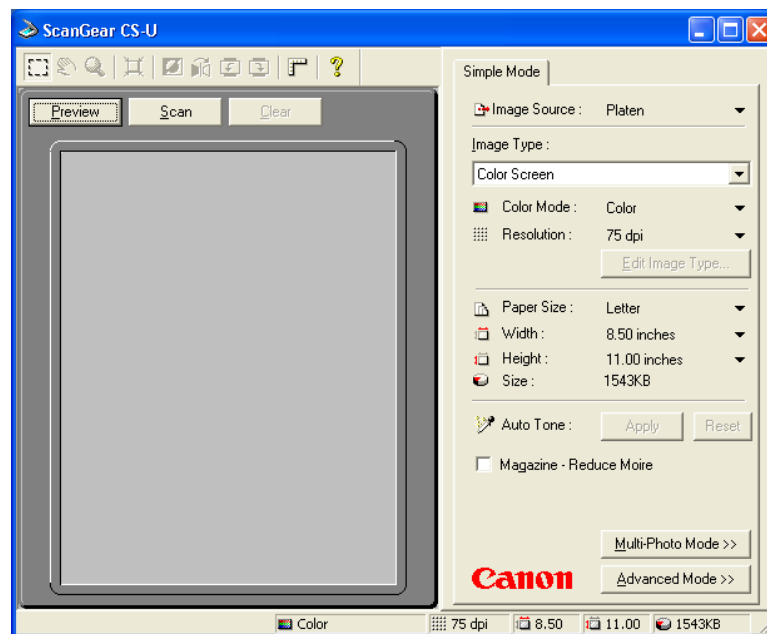 ScanGear CS-U
Preview
Scan
Clear
Simple Mode
Image Source : Platen
Image Type :
Color Screen
Color Mode : Color
Resolution : 75 dpi
Edit Image Type...
Paper Size : Letter
Width : 8.50 inches
Height : 11.00 inches
Size : 1543KB
Auto Tone : Apply Reset
Magazine - Reduce Moire
Multi-Photo Mode >>
Canon
Advanced Mode >>
Color 75 dpi 8.50 11.00 1543KB